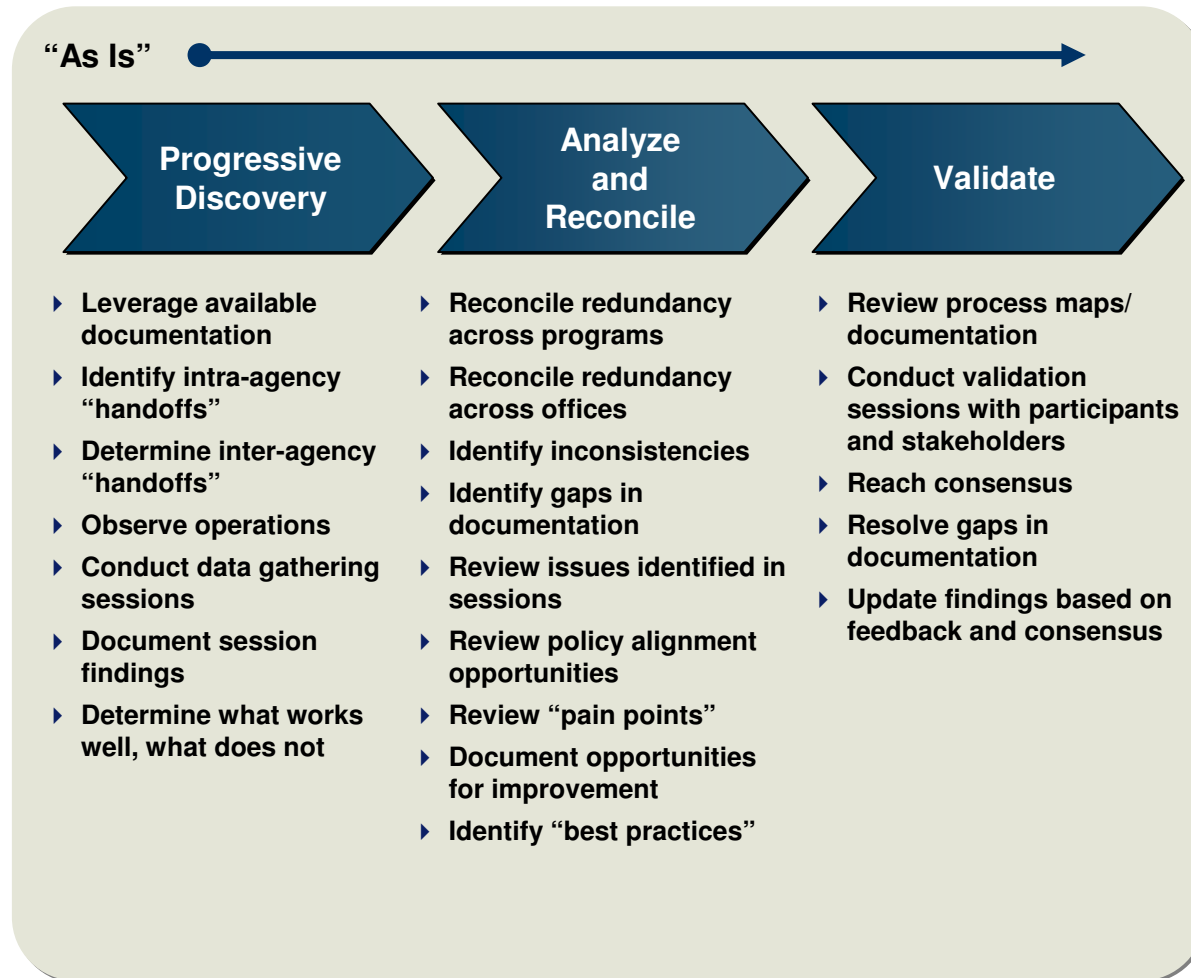 “As Is”
Progressive
Discovery
Analyze
and
Reconcile
Validate
Leverage available
documentation
Identify intra-agency
“handoffs”
Determine inter-agency
“handoffs”
Observe operations
Conduct data gathering
sessions
Document session
findings
Determine what works
well, what does not
Reconcile redundancy
across programs
Reconcile redundancy
across offices
Identify inconsistencies
Identify gaps in
documentation
Review issues identified in
sessions
Review policy alignment
opportunities
Review “pain points”
Document opportunities
for improvement
Identify “best practices”
Review process maps/
documentation
Conduct validation
sessions with participants
and stakeholders
Reach consensus
Resolve gaps in
documentation
Update findings based on
feedback and consensus